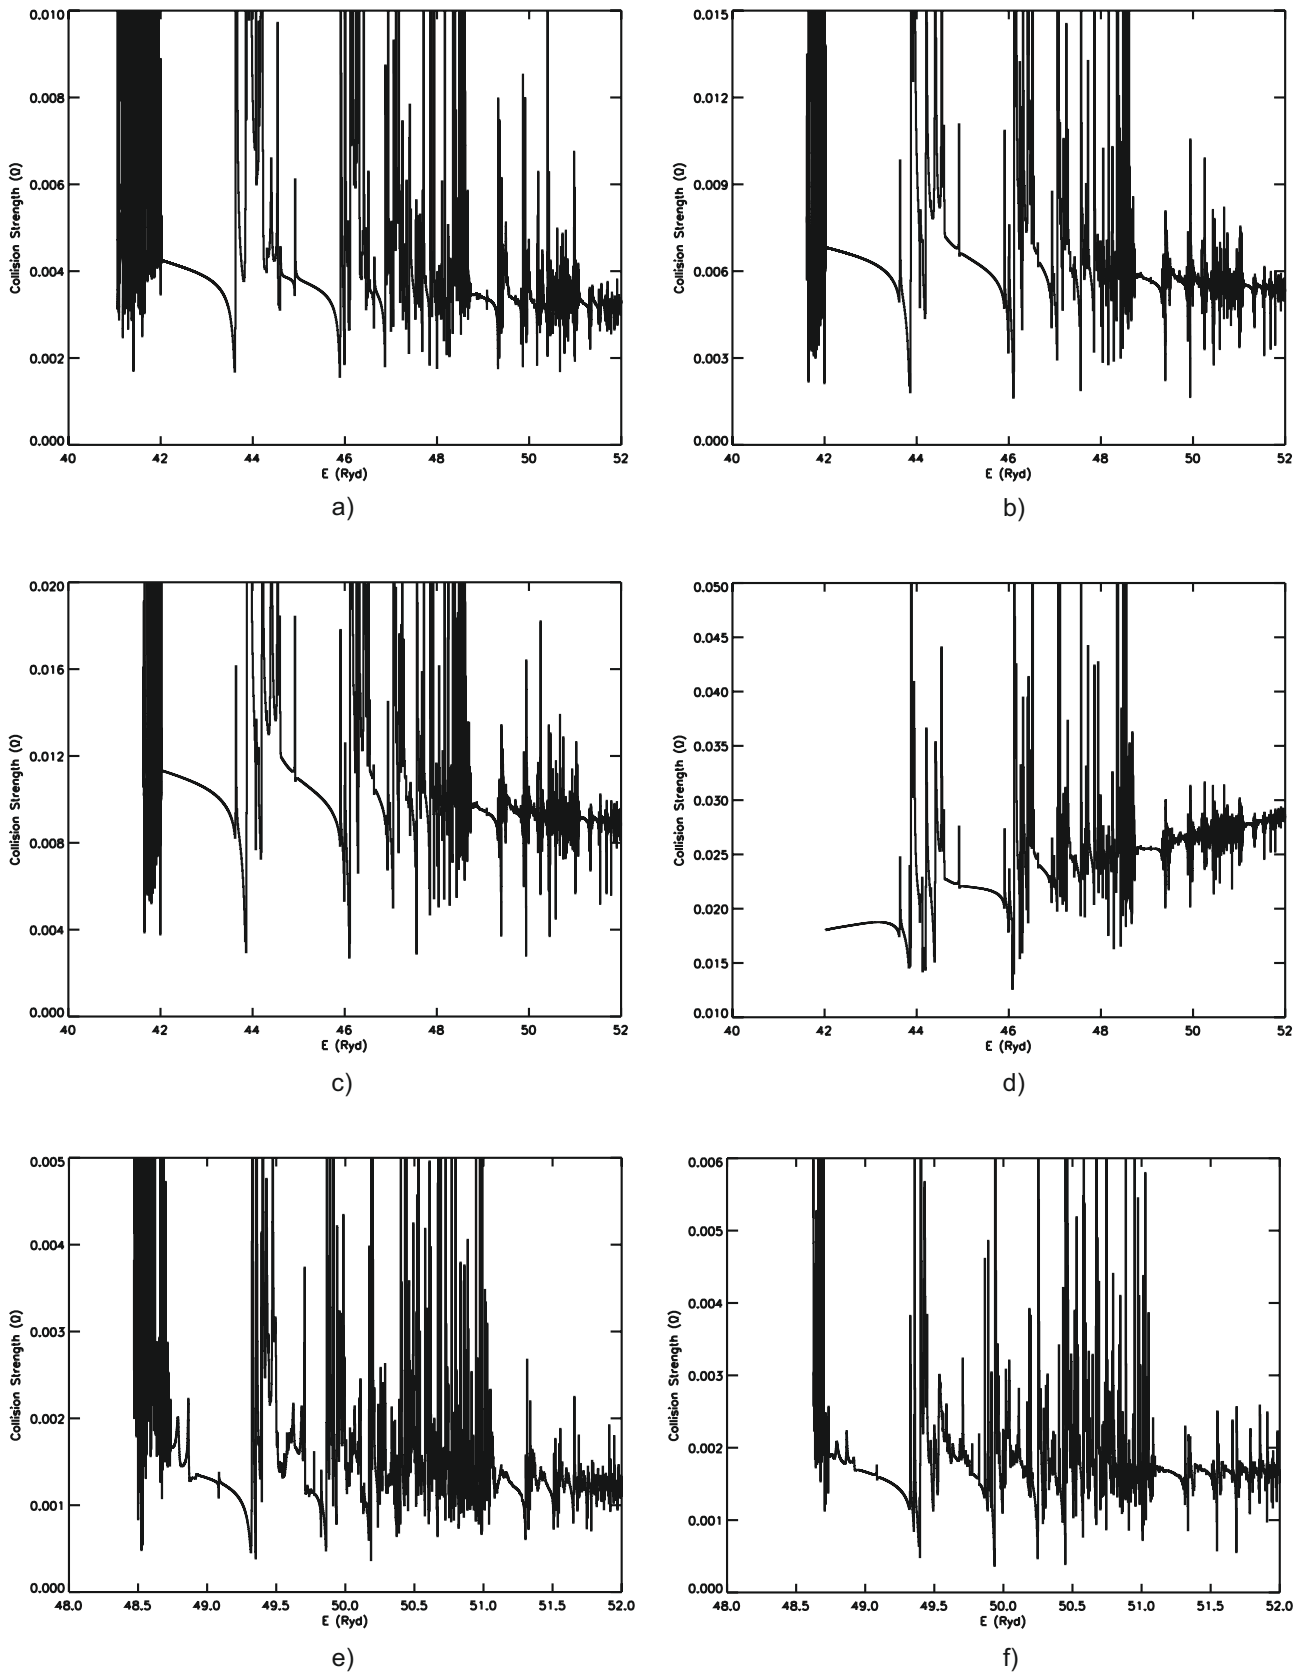 0.010
0.008
0.006
0.004
0.002
0.000
Collision Strength (Ω)
40 42 44 46 48 50 52
E (Ryd)
a)
0.015
0.012
0.009
0.006
0.003
0.000
Collision Strength (Ω)
40 42 44 46 48 50 52
E (Ryd)
b)
0.020
0.016
0.012
0.008
0.004
0.000
Collision Strength (Ω)
40 42 44 46 48 50 52
E (Ryd)
c)
0.050
0.045
0.040
0.035
0.030
0.025
0.020
0.015
0.010
Collision Strength (Ω)
40 42 44 46 48 50 52
E (Ryd)
d)
0.005
0.004
0.003
0.002
0.001
0.000
Collision Strength (Ω)
48.0 48.5 49.0 49.5 50.0 50.5 51.0 51.5 52.0
E (Ryd)
e)
0.006
0.005
0.004
0.003
0.002
0.001
0.000
Collision Strength (Ω)
48.0 48.5 49.0 49.5 50.0 50.5 51.0 51.5 52.0
E (Ryd)
f)